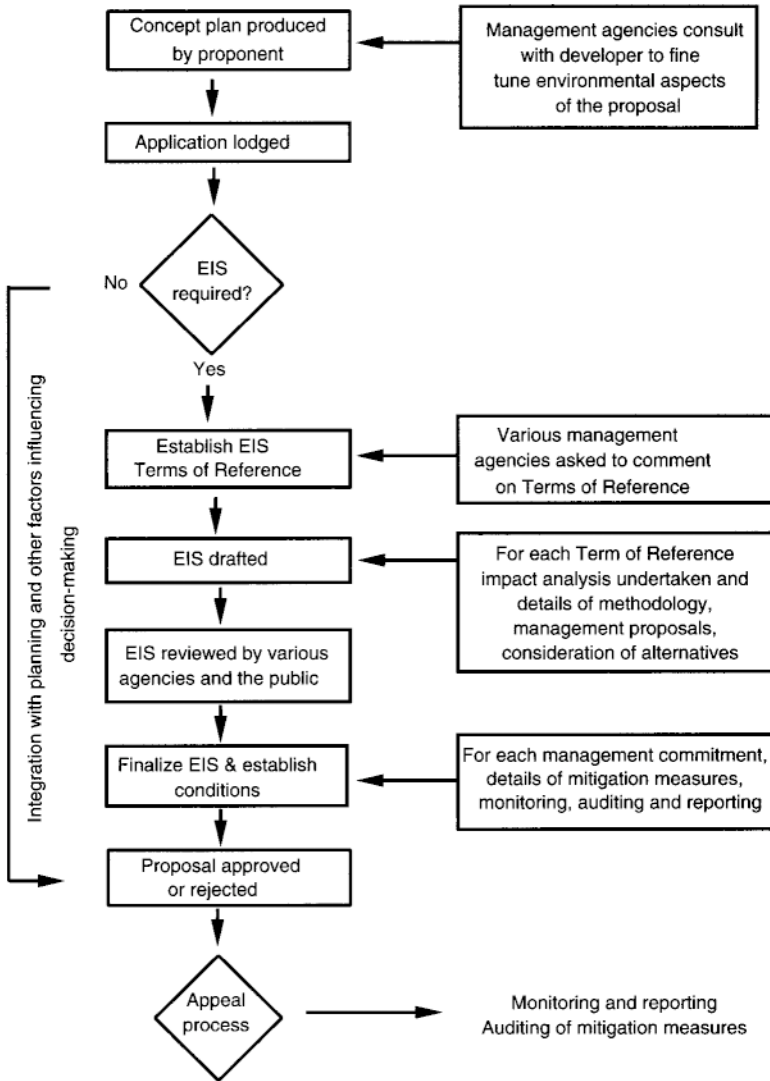 Concept plan produced
by proponent
Management agencies consult
with developer to fine
tune environmental aspects
of the proposal
Application lodged
EIS
required?
No
Yes
Integration with planning and other factors influencing
decision-making
Establish EIS
Terms of Reference
Various management
agencies asked to comment
on Terms of Reference
EIS drafted
For each Term of Reference
impact analysis undertaken and
details of methodology,
management proposals,
consideration of alternatives
EIS reviewed by various
agencies and the public
Finalize EIS & establish
conditions
For each management commitment,
details of mitigation measures,
monitoring, auditing and reporting
Proposal approved
or rejected
Appeal
process
Monitoring and reporting
Auditing of mitigation measures